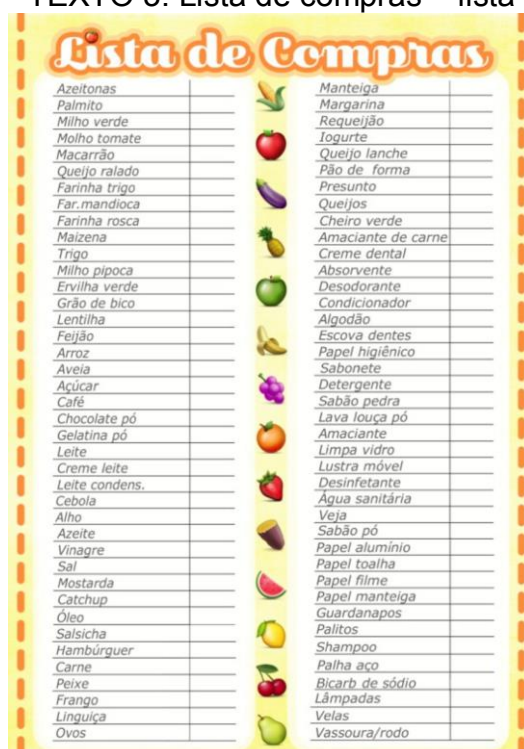 TEXTO 3: Lista de compras – lista
Lista de Compras
Azeitonas
Palmito
Milho verde
Molho tomate
Macarrão
Queijo ralado
Farinha trigo
Far.mandioca
Farinha rosca
Maizena
Trigo
Milho pipoca
Ervilha verde
Grão de bico
Lentilha
Feijão
Arroz
Aveia
Açúcar
Café
Chocolate pó
Gelatina pó
Leite
Creme leite
Leite condens.
Cebola
Alho
Azeite
Vinagre
Sal
Mostarda
Catchup
Óleo
Salsicha
Hambúrguer
Carne
Peixe
Frango
Linguiça
Ovos
Manteiga
Margarina
Requeijão
Iogurte
Queijo lanche
Pão de forma
Presunto
Queijos
Cheiro verde
Amaciante de carne
Creme dental
Absorvente
Desodorante
Condicionador
Algodão
Escova dentes
Papel higiênico
Sabonete
Detergente
Sabão pedra
Lava louça pó
Amaciante
Limpa vidro
Lustra móvel
Desinfetante
Água sanitária
Veja
Sabão pó
Papel alumínio
Papel toalha
Papel filme
Papel manteiga
Guardanapos
Palitos
Shampoo
Palha aço
Bicarb de sódio
Lâmpadas
Velas
Vassoura/rodo